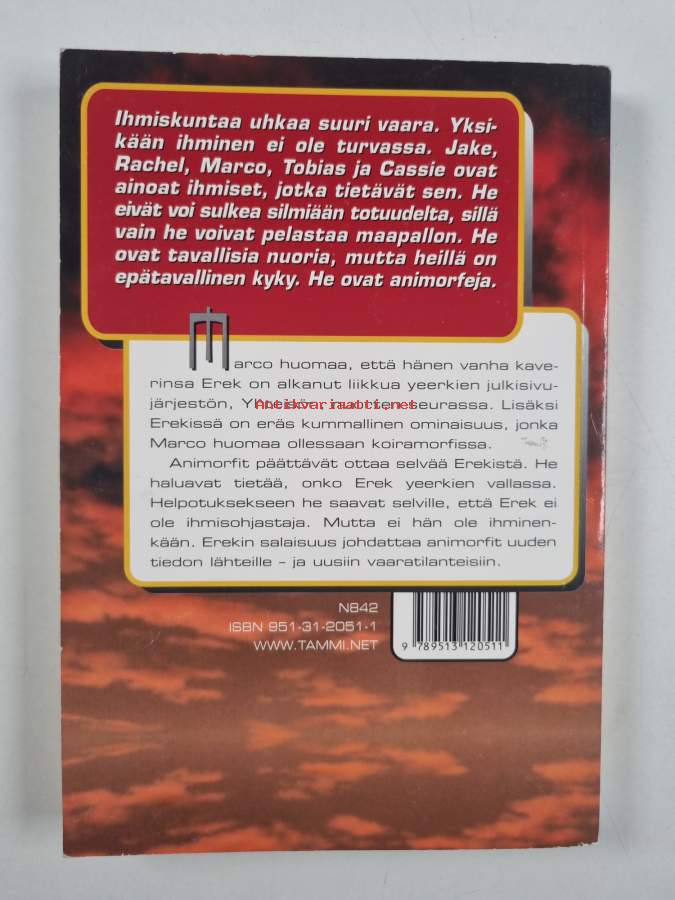 Ihmiskuntaa uhkaa suuri vaara. Yksi-
kään ihminen ei ole turvassa. Jake,
Rachel, Marco, Tobias ja Cassie ovat
ainoat ihmiset, jotka tietävät sen. He
eivät voi sulkea silmiään totuudelta, sillä
vain he voivat pelastaa maapallon. He
ovat tavallisia nuoria, mutta heillä on
epätavallinen kyky. He ovat animorfeja.
Marco huomaa, että hänen vanha kave-
rinsa Erek on alkanut liikkua yeerkien julkisivu-
järjestön, seurassa. Lisäksi
Antikvariaatti.net
Erekissä on eräs kummallinen ominaisuus, jonka
Marco huomaa ollessaan koiramorfissa.
Animorfit päättävät ottaa selvää Erekistä. He
haluavat tietää, onko Erek yeerkien vallassa.
Helpotuksekseen he saavat selville, että Erek ei
ole ihmisohjastaja. Mutta ei hän ole ihminen-
kään. Erekin salaisuus johdattaa animorfit uuden
tiedon lähteille – ja uusiin vaaratilanteisiin.
N842
ISBN 951-31-2051-1
WWW.TAMMI.NET
9 789513 120511